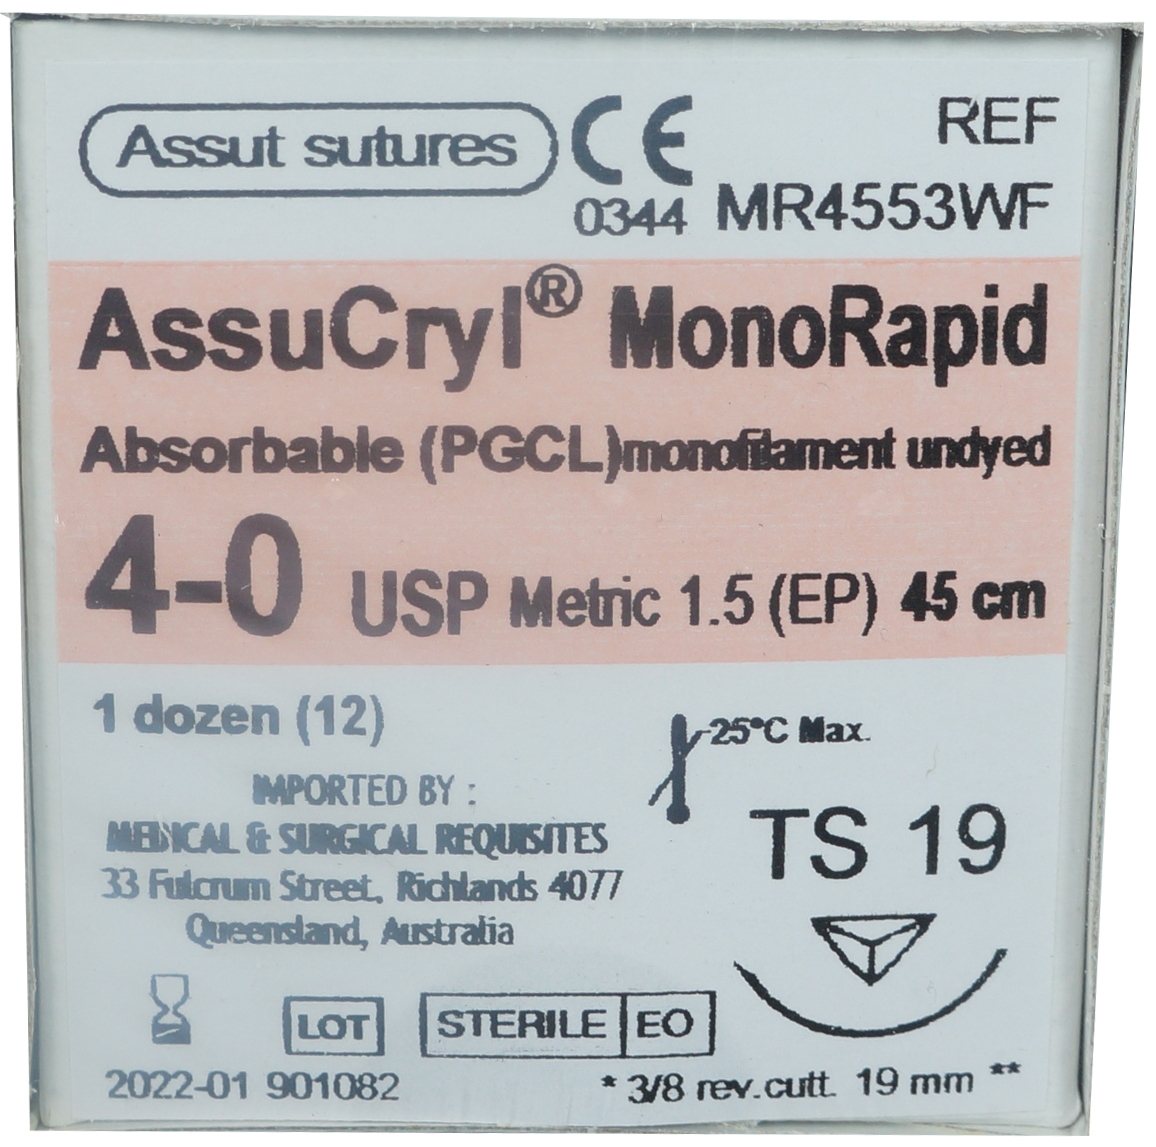 Assut sutures
CE
0344
REF
MR4553WF
AssuCryl® MonoRapid
Absorbable (PGCL)monofilament undyed
4-0 USP Metric 1.5 (EP) 45 cm
1 dozen (12)
25°C Max.
IMPORTED BY :
MEDICAL & SURGICAL REQUISITES
33 Fulcrum Street, Richlands 4077
Queensland, Australia
TS 19
LOT
STERILE EO
2022-01 901082
* 3/8 rev.cutt. 19 mm **